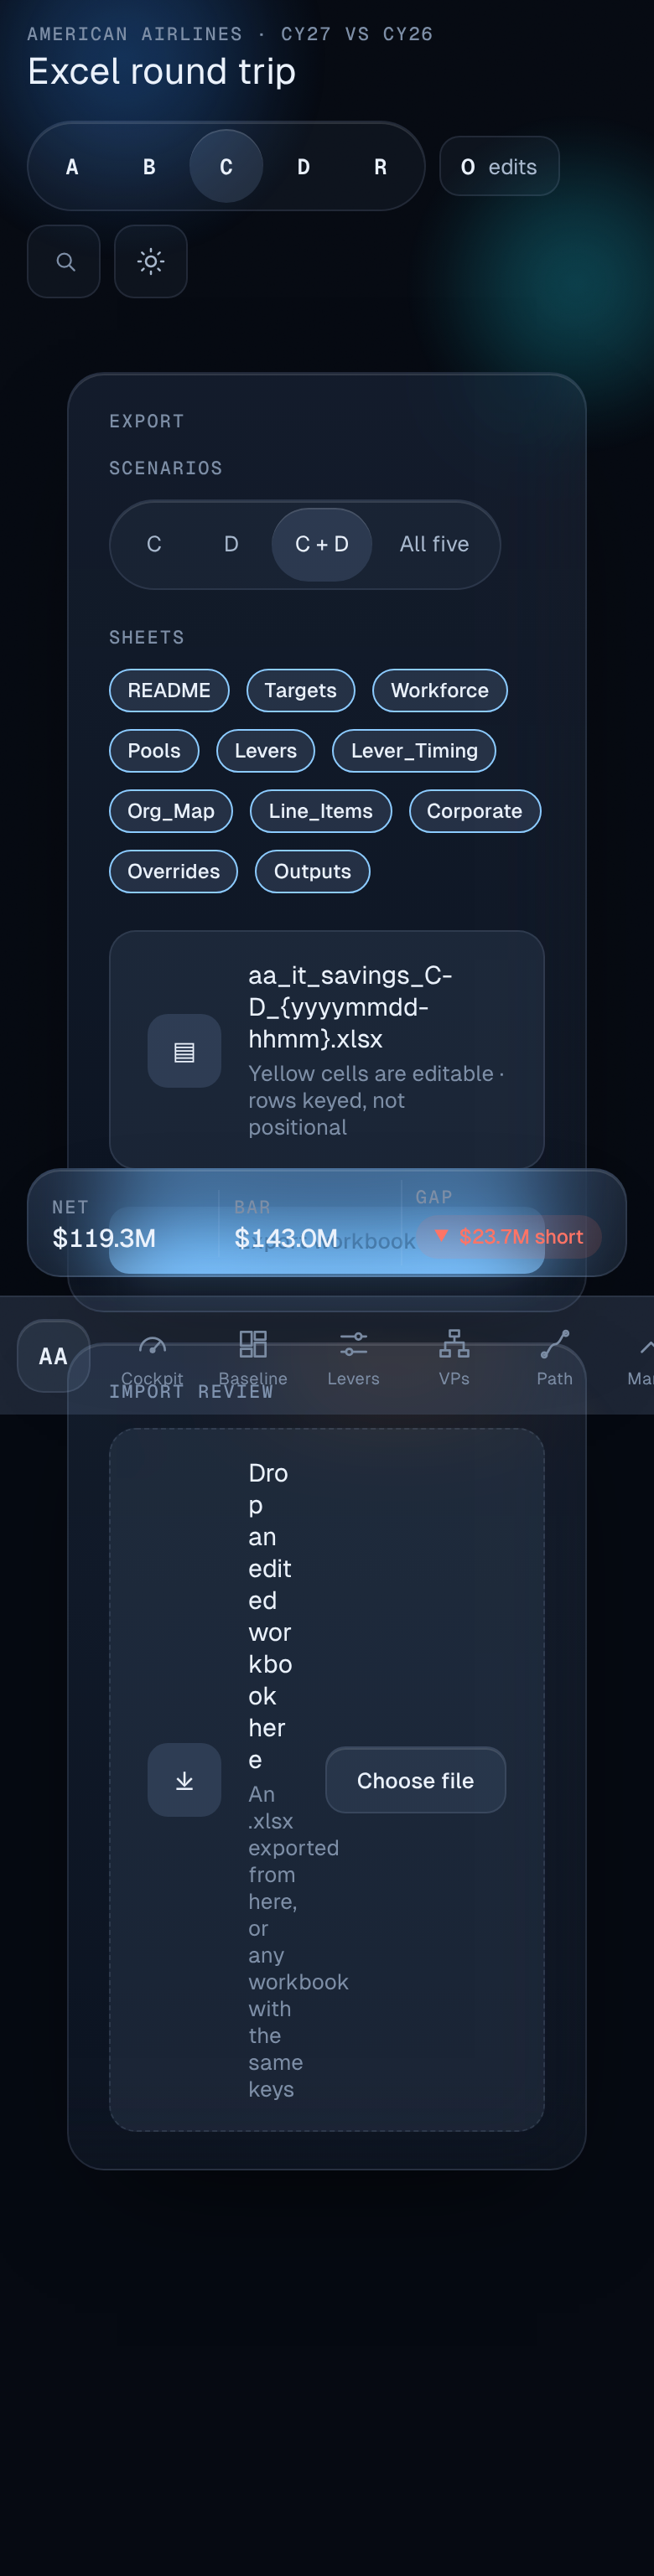 AMERICAN AIRLINES · CY27 VS CY26
Excel round trip
A B C D R
0 edits
EXPORT
SCENARIOS
C D C + D All five
SHEETS
README Targets Workforce
Pools Levers Lever_Timing
Org_Map Line_Items Corporate
Overrides Outputs
aa_it_savings_C-
D_{yyyymmdd-
hhmm}.xlsx
Yellow cells are editable ·
rows keyed, not
positional
NET BAR GAP
$119.3M $143.0M ▼ $23.7M short
workbook
AA
Cockpit Baseline Levers VPs Path
IMPORT REVIEW
Dro
p
an
edit
ed
wor
kbo
ok
her
e
An
.xlsx
exported
from
here,
or
any
workbook
with
the
same
keys
Choose file